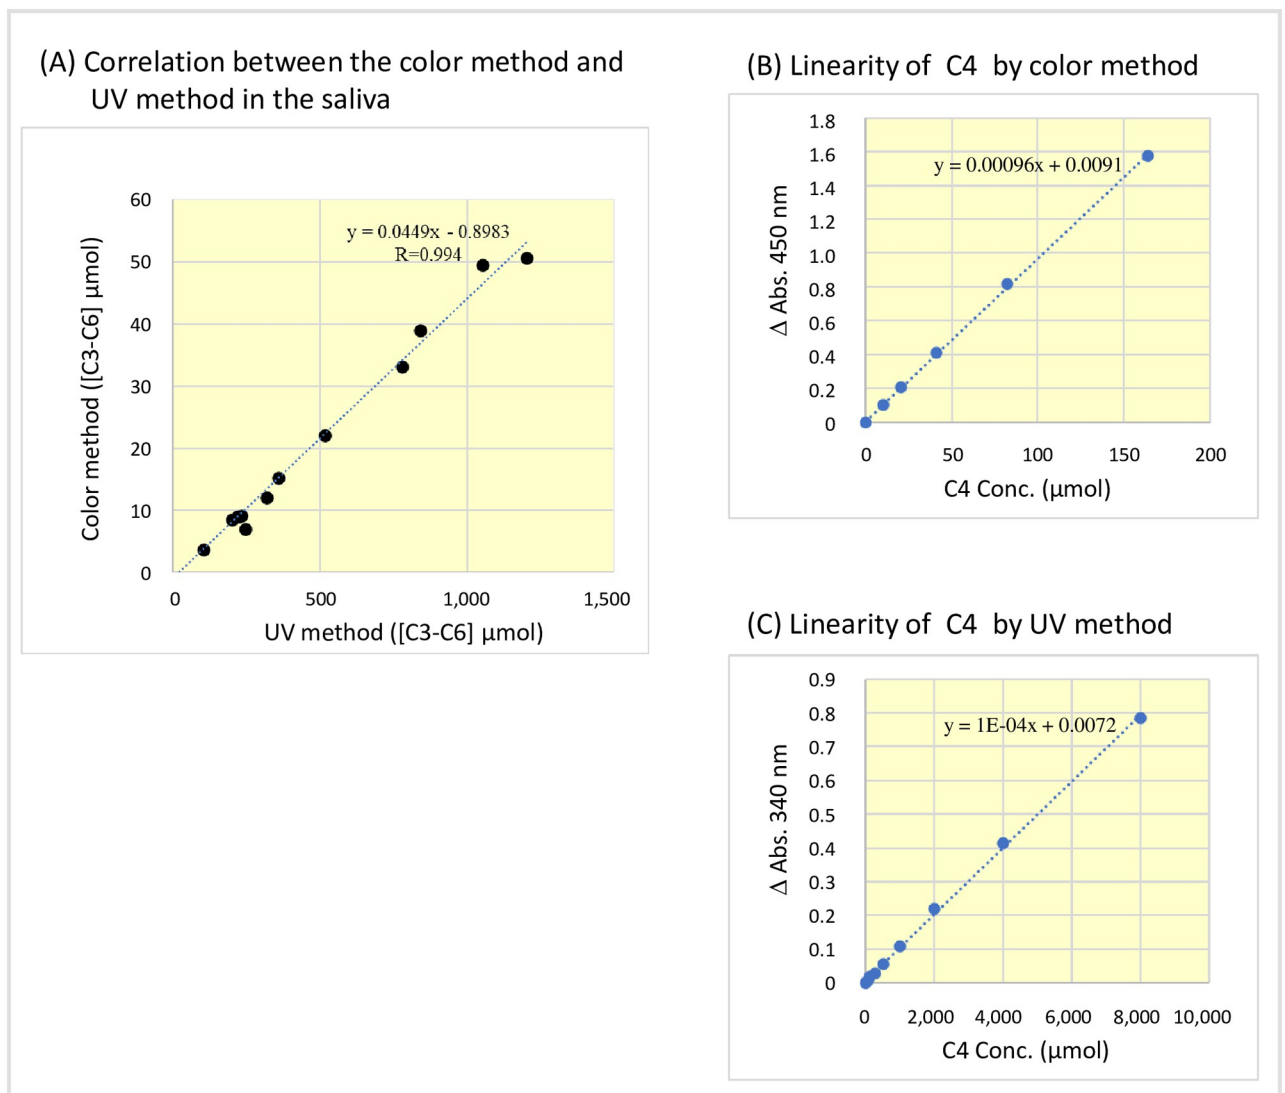 (A) Correlation between the color method and
UV method in the saliva
60
50
40
30
20
10
0
y = 0.0449x - 0.8983
R=0.994
Color method ([C3-C6] μmol)
0 500 1,000 1,500
UV method ([C3-C6] μmol)
(B) Linearity of C4 by color method
1.8
1.6
1.4
1.2
1.0
0.8
0.6
0.4
0.2
0
y = 0.00096x + 0.0091
Δ Abs. 450 nm
0 50 100 150 200
C4 Conc. (μmol)
(C) Linearity of C4 by UV method
0.9
0.8
0.7
0.6
0.5
0.4
0.3
0.2
0.1
0
y = 1E-04x + 0.0072
Δ Abs. 340 nm
0 2,000 4,000 6,000 8,000 10,000
C4 Conc. (μmol)